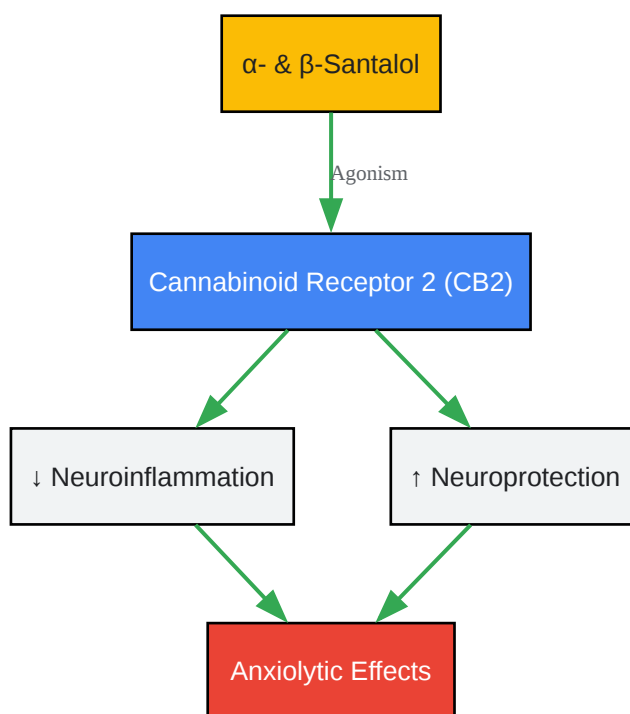 α- & β-Santalol
Agonism
Cannabinoid Receptor 2 (CB2)
↓ Neuroinflammation
↑ Neuroprotection
Anxiolytic Effects